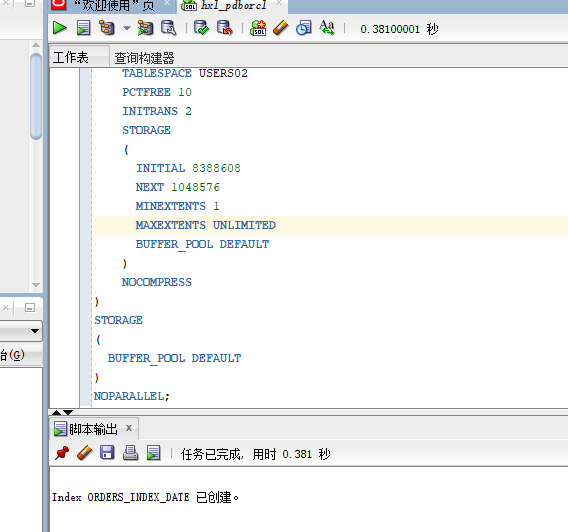 “欢迎使用”页
hxl_pdborcl
0.38100001 秒
工作表
查询构建器
TABLESPACE USERS02
PCTFREE 10
INITRANS 2
STORAGE
(
INITIAL 8388608
NEXT 1048576
MINEXTENTS 1
MAXEXTENTS UNLIMITED
BUFFER_POOL DEFAULT
)
NOCOMPRESS
)
STORAGE
(
BUFFER_POOL DEFAULT
)
NOPARALLEL;
始(G)
脚本输出 x
任务已完成, 用时 0.381 秒
Index ORDERS_INDEX_DATE 已创建。